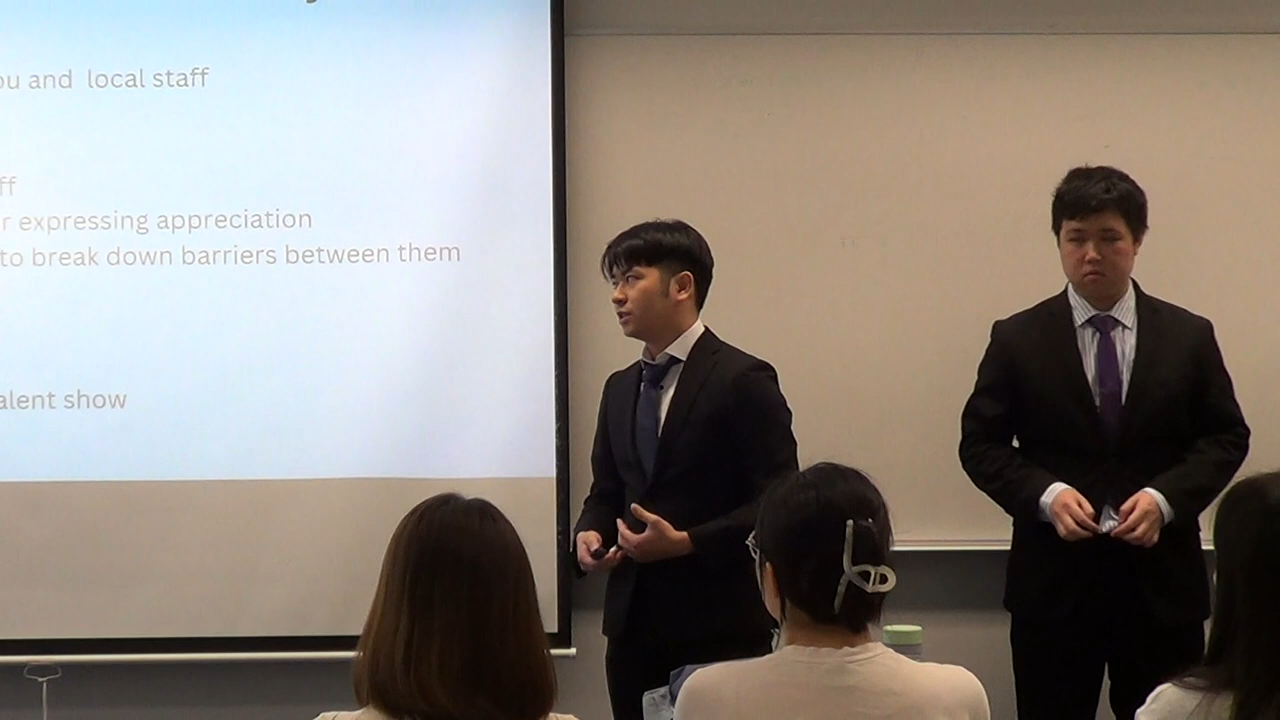 ou and local staff
ff
r expressing appreciation
to break down barriers between them
alent show